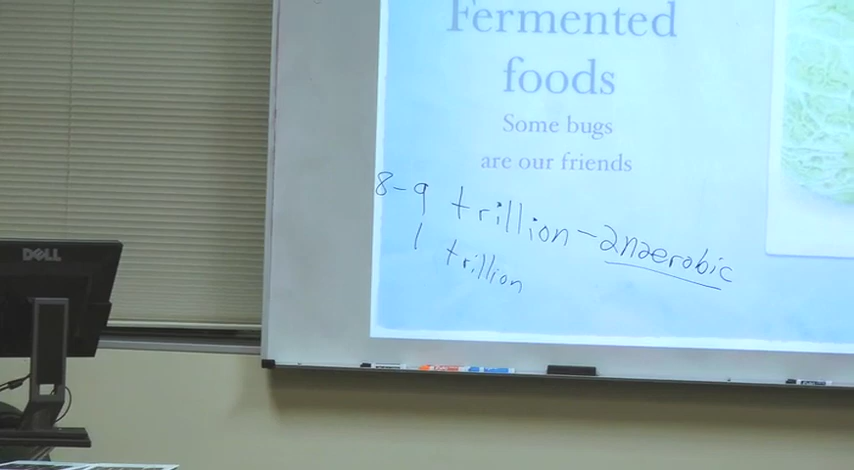 Fermented
foods
Some bugs
are our friends
8-9 trillion - anaerobic
1 trillion
DELL